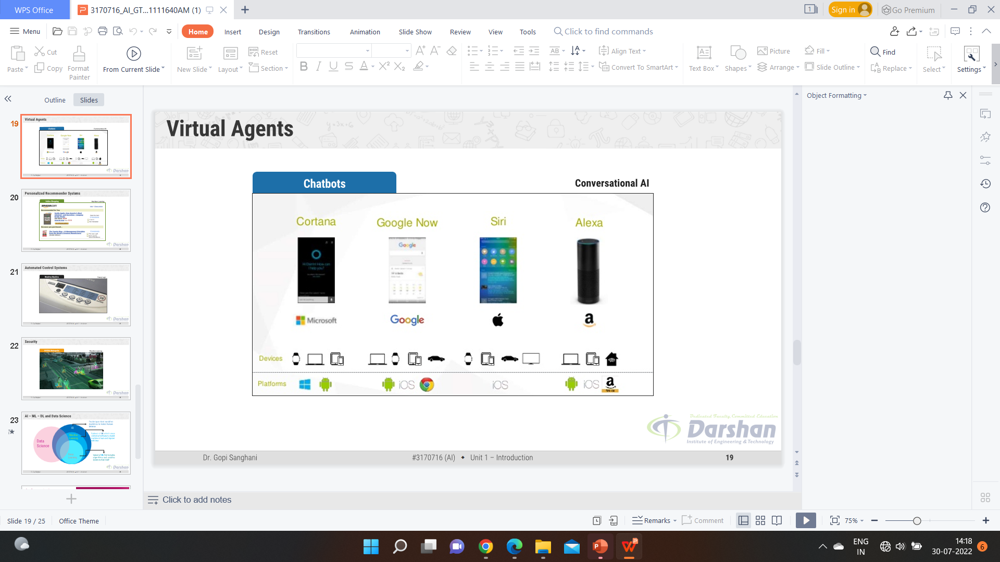 WPS Office
3170716_AI_GT...1111640AM (1)
1
Sign in
Go Premium
Menu
Home
Insert
Design
Transitions
Animation
Slide Show
Review
View
Tools
Click to find commands
Paste
Cut
Copy
Format
Painter
From Current Slide
New Slide
Layout
Reset
Section
Align Text
Convert To SmartArt
Text Box
Shapes
Picture
Arrange
Fill
Slide Outline
Find
Replace
Select
Settings
Outline
Slides
Object Formatting
19
Virtual Agents
20
Personalized Recommender Systems
21
Automated Control Systems
22
Security
23
AI – ML – DL and Data Science
Data
Science
Virtual Agents
Chatbots
Conversational AI
Cortana
Google Now
Siri
Alexa
Microsoft
Google
Devices
Platforms
iOS
iOS
iOS
Dedicated Faculty Committed Education
Darshan
Institute of Engineering & Technology
Dr. Gopi Sanghani
#3170716 (AI) ♦ Unit 1 – Introduction
19
Click to add notes
Slide 19 / 25
Office Theme
Remarks
Comment
75%
ENG
IN
14:18
30-07-2022
6